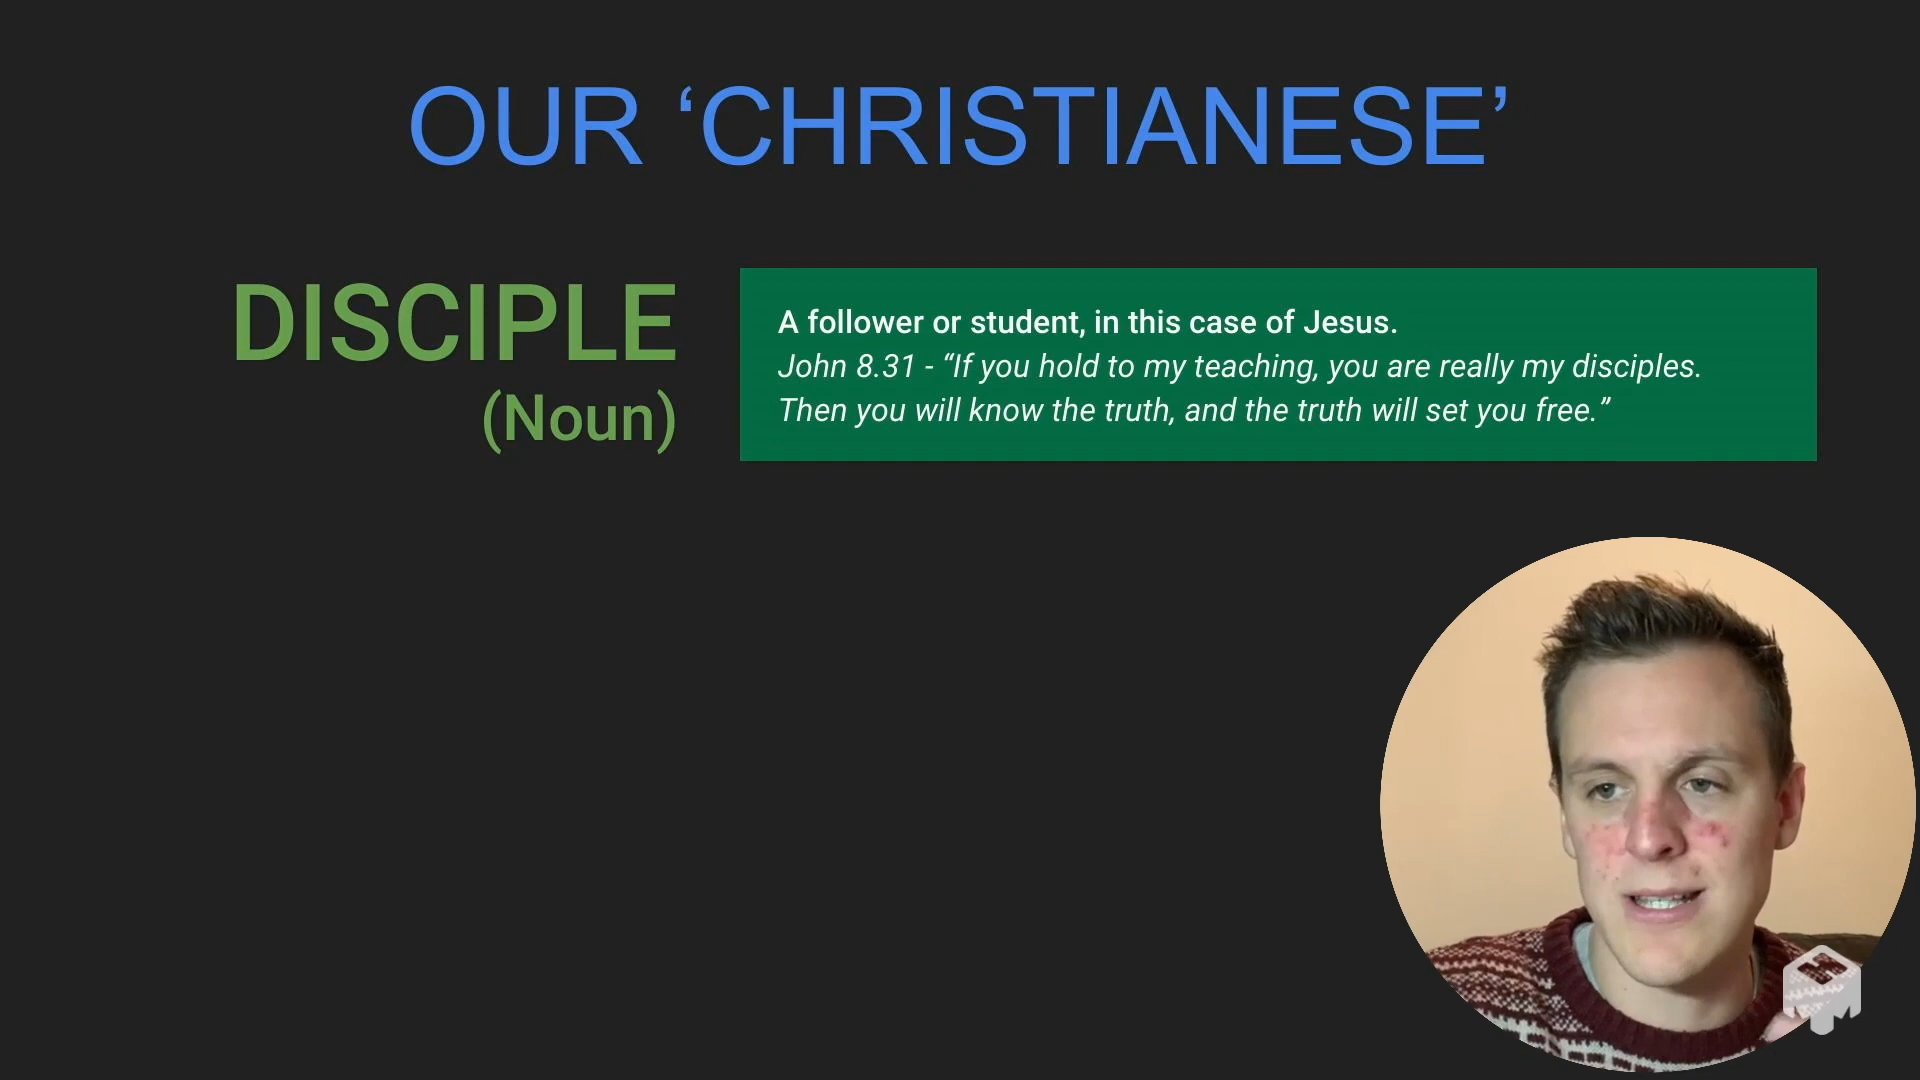 OUR ‘CHRISTIANESE’
DISCIPLE
(Noun)
A follower or student, in this case of Jesus.
John 8.31 - “If you hold to my teaching, you are really my disciples.
Then you will know the truth, and the truth will set you free.”